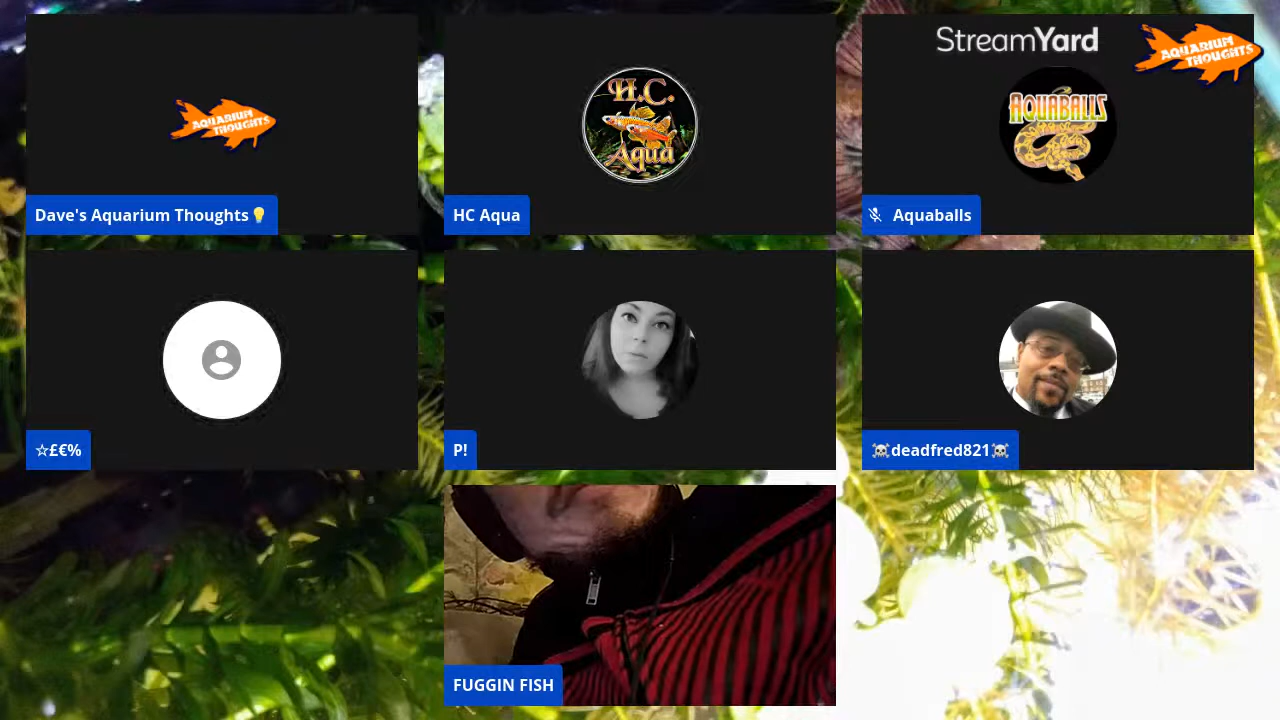 StreamYard
AQUARIUM
THOUGHTS
AQUARIUM
THOUGHTS
H.C.
Aqua
AQUABALLS
Dave's Aquarium Thoughts💡
HC Aqua
Aquaballs
☆£€%
P!
☠️deadfred821☠️
FUGGIN FISH